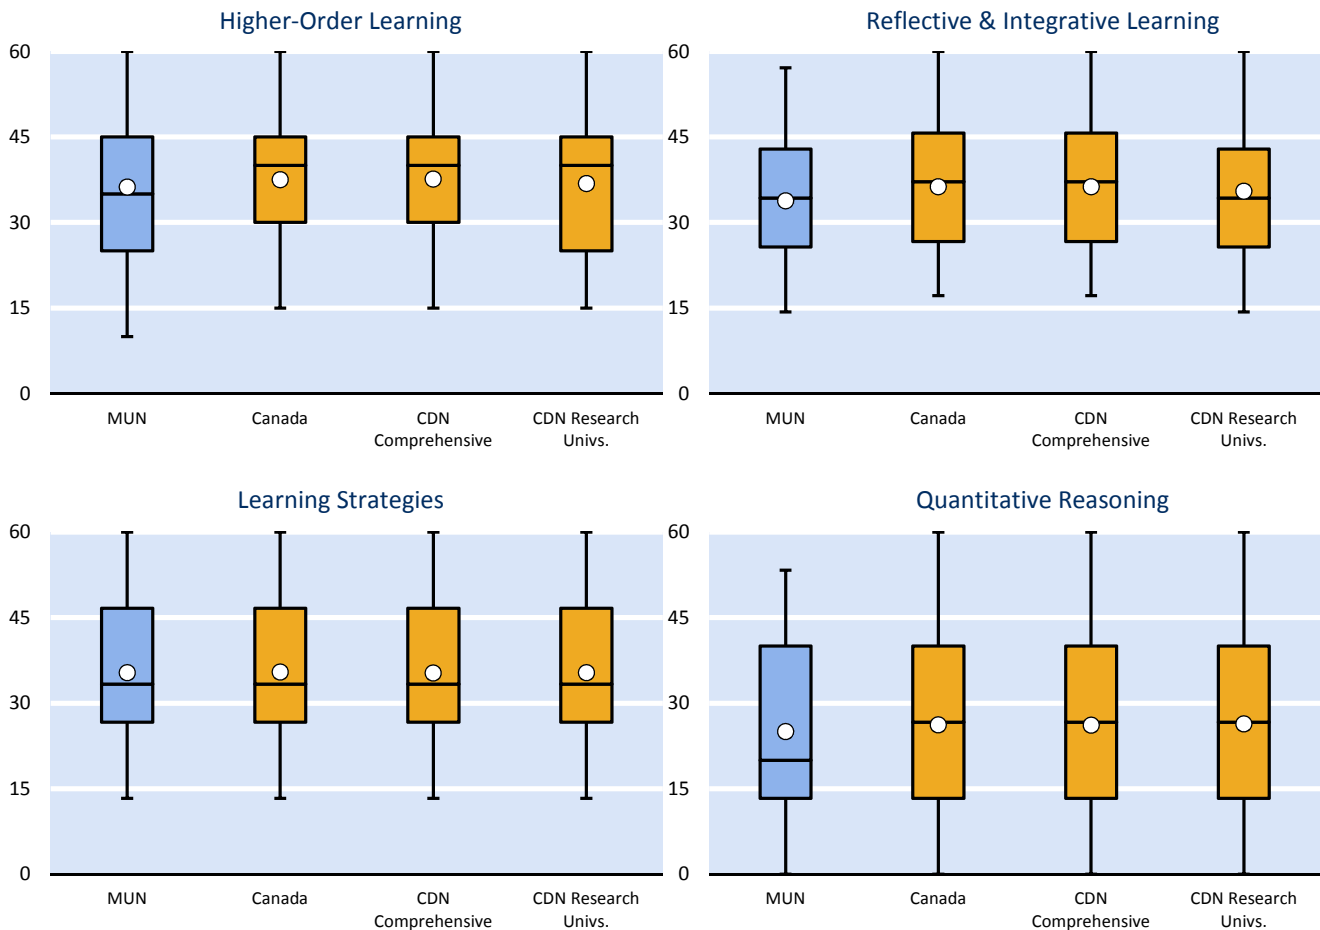 Higher-Order Learning
60
45
30
15
0
MUN
Canada
CDN
Comprehensive
CDN Research
Univs.
Reflective & Integrative Learning
60
45
30
15
0
MUN
Canada
CDN
Comprehensive
CDN Research
Univs.
Learning Strategies
60
45
30
15
0
MUN
Canada
CDN
Comprehensive
CDN Research
Univs.
Quantitative Reasoning
60
45
30
15
0
MUN
Canada
CDN
Comprehensive
CDN Research
Univs.